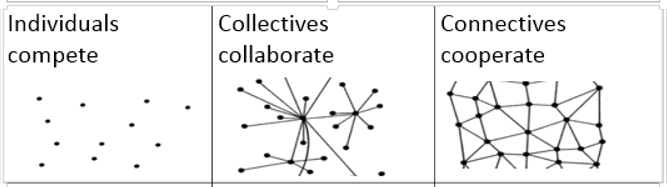 Individuals
compete
Collectives
collaborate
Connectives
cooperate